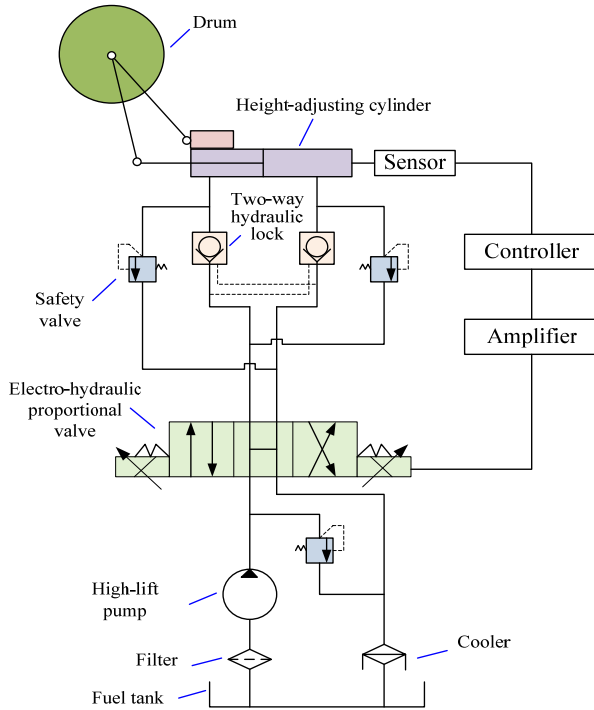 Drum
Height-adjusting cylinder
Sensor
Two-way
hydraulic
lock
Controller
Safety
valve
Amplifier
Electro-hydraulic
proportional
valve
High-lift
pump
Filter
Cooler
Fuel tank